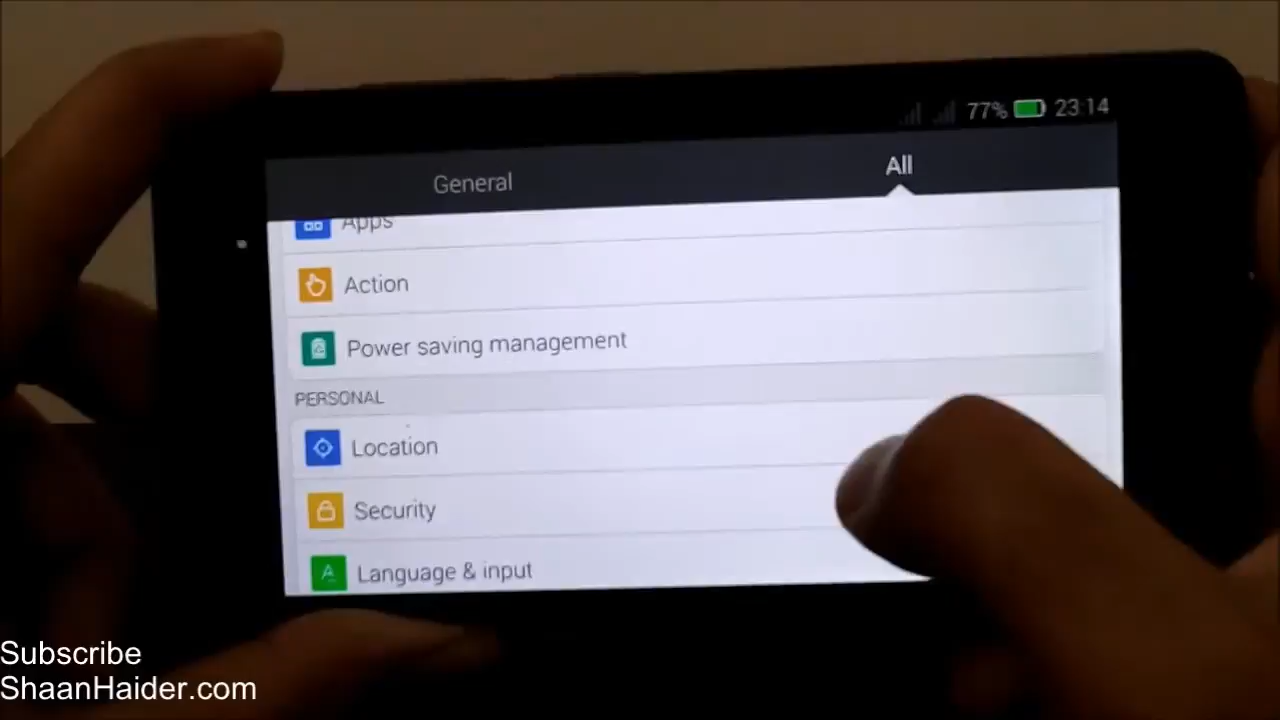 77% 23:14
General All
Apps
Action
Power saving management
PERSONAL
Location
Security
Language & input
Subscribe
ShaanHaider.com